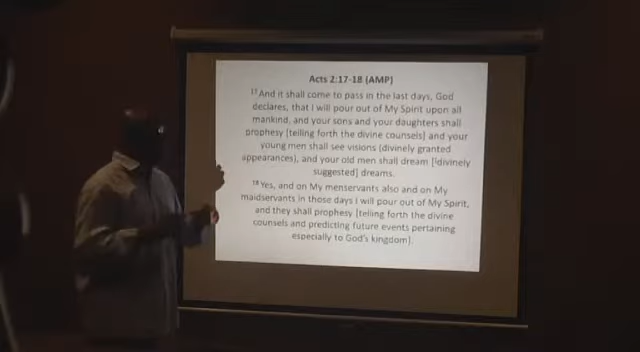 Acts 2:17-18 (AMP)
17 And it shall come to pass in the last days, God
declares, that I will pour out of My Spirit upon all
mankind, and your sons and your daughters shall
prophesy [telling forth the divine counsels] and your
young men shall see visions (divinely granted
appearances), and your old men shall dream [divinely
suggested] dreams.
18 Yes, and on My menservants also and on My
maidservants in those days I will pour out of My Spirit,
and they shall prophesy [telling forth the divine
counsels and predicting future events pertaining
especially to God's kingdom].